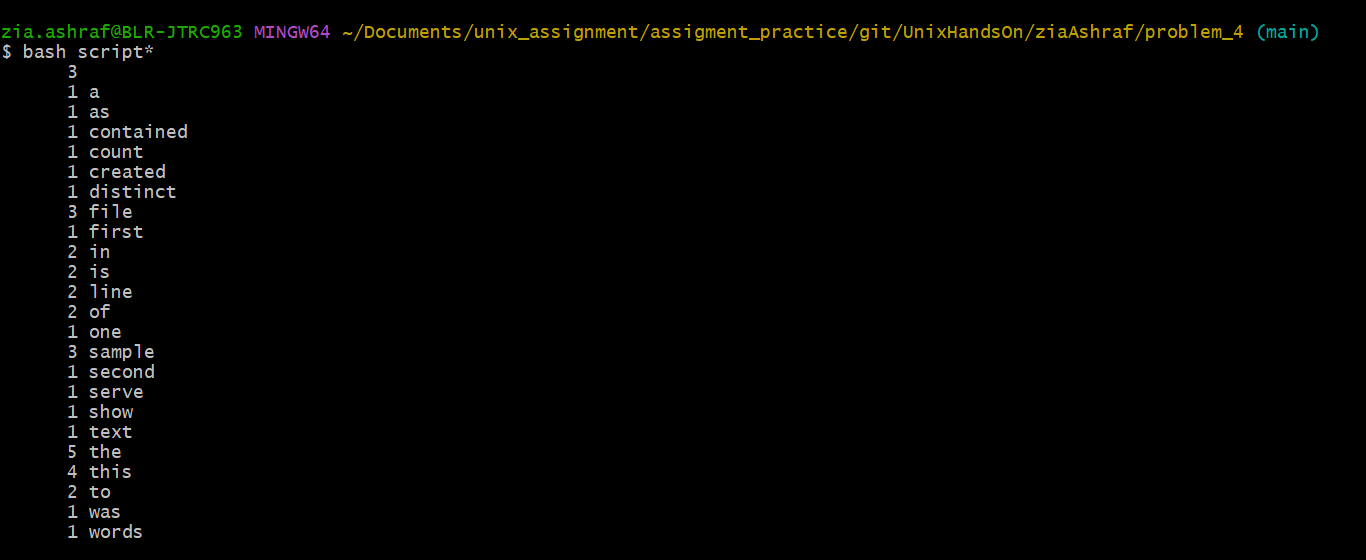 zia.ashraf@BLR-JTRC963 MINGW64 ~/Documents/unix_assignment/assigment_practice/git/UnixHandsOn/ziaAshraf/problem_4 (main)
$ bash script*
      3
      1 a
      1 as
      1 contained
      1 count
      1 created
      1 distinct
      3 file
      1 first
      2 in
      2 is
      2 line
      2 of
      1 one
      3 sample
      1 second
      1 serve
      1 show
      1 text
      5 the
      4 this
      2 to
      1 was
      1 words